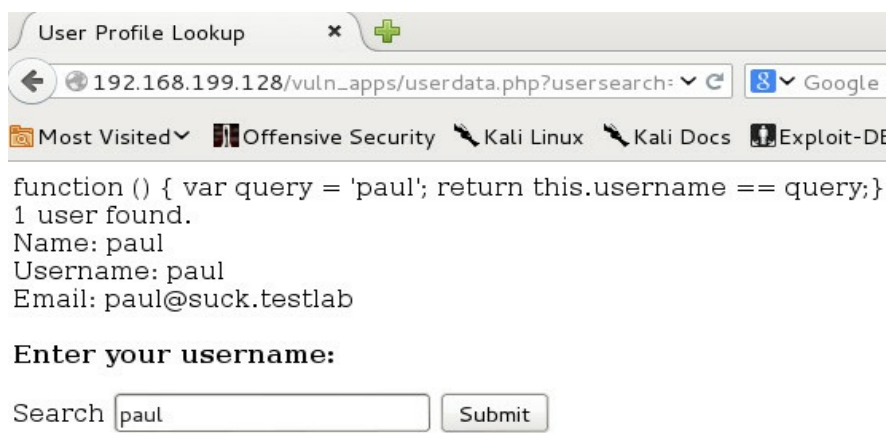 User Profile Lookup
192.168.199.128/vuln_apps/userdata.php?usersearch=
Google
Most Visited Offensive Security Kali Linux Kali Docs Exploit-DB
function () { var query = 'paul'; return this.username == query;}
1 user found.
Name: paul
Username: paul
Email: paul@suck.testlab
Enter your username:
Search paul Submit